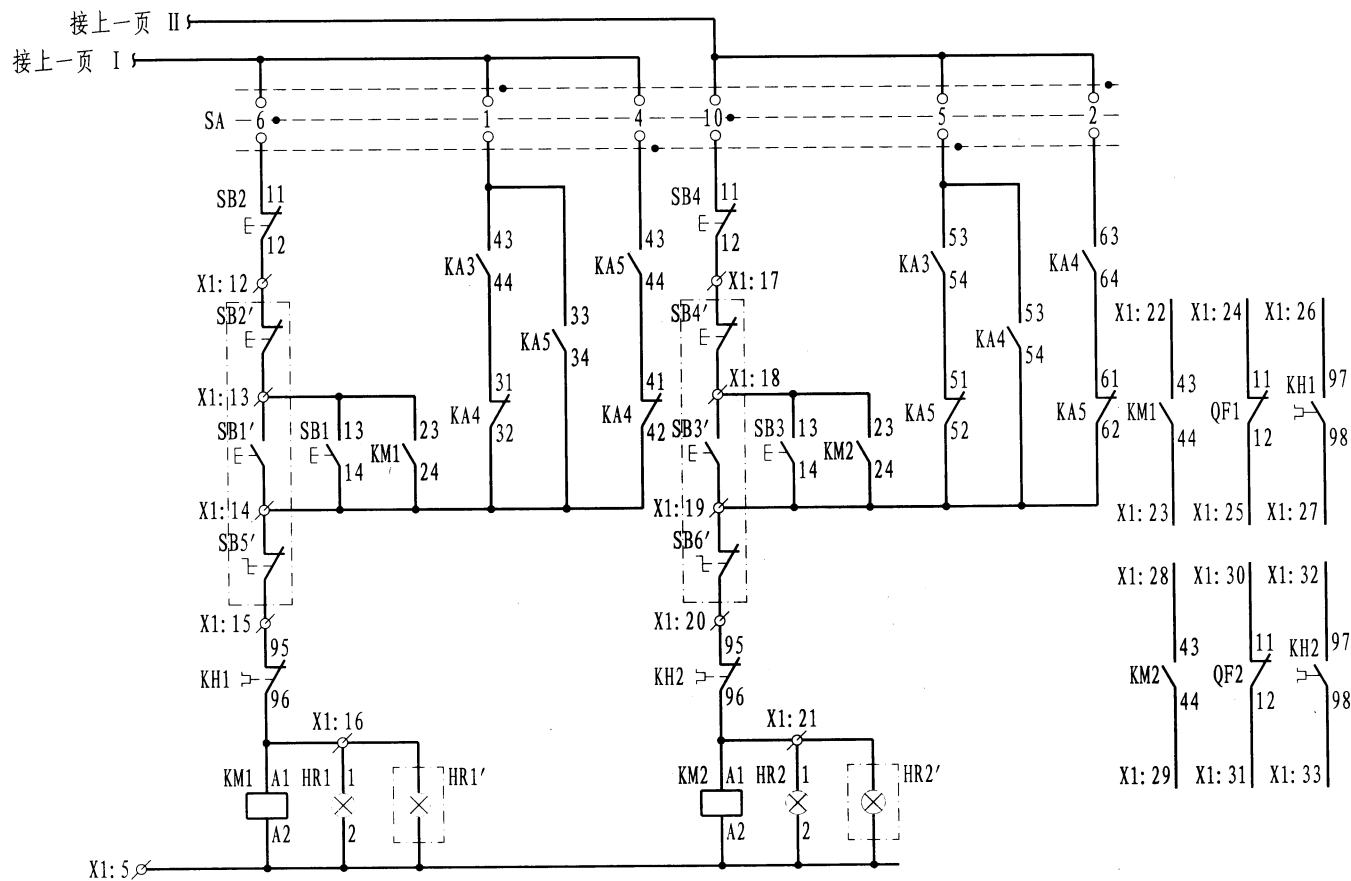 接上一页 II
接上一页 I
SA 6 1 4 10 5 2
SB2 11 12
SB4 11 12
KA3 43 44
KA5 43 44
KA3 53 54
KA4 63 64
X1:12
X1:17
SB2′
SB4′
KA5 33 34
KA4 53 54
X1:22 X1:24 X1:26
X1:13
X1:18
KA4 31 32
KA4 41 42
KA5 51 52
KA5 61 62
KM1 43 44
QF1 11 12
KH1 97 98
SB1′ SB1 13 14 KM1 23 24
SB3′ SB3 13 14 KM2 23 24
X1:14
X1:19
X1:23 X1:25 X1:27
SB5′
SB6′
X1:28 X1:30 X1:32
X1:15
X1:20
KH1 95 96
KH2 95 96
KM2 43 44
QF2 11 12
KH2 97 98
X1:16
X1:21
KM1 A1 A2 HR1 1 2 HR1′
KM2 A1 A2 HR2 1 2 HR2′
X1:29 X1:31 X1:33
X1:5